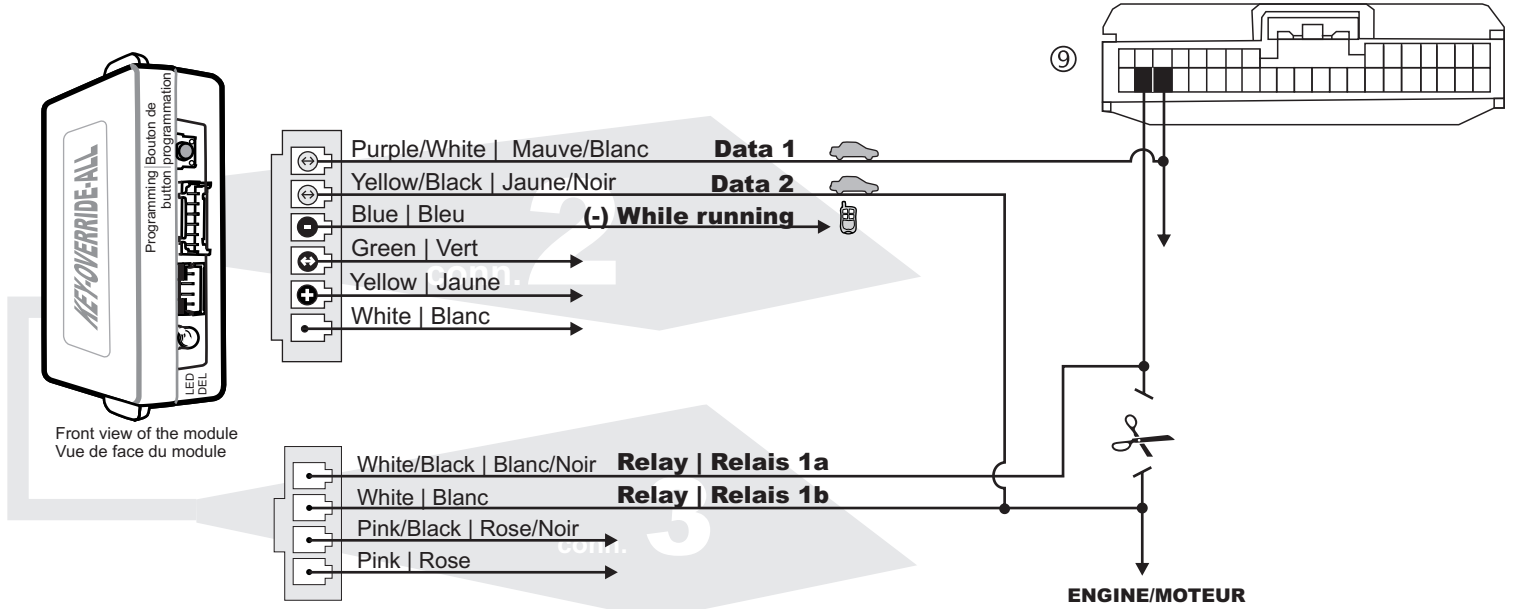 ⑨
Programming button
Bouton de programmation
KEY-OVERRIDE-ALL
LED
DEL
Front view of the module
Vue de face du module
conn. 2
Purple/White | Mauve/Blanc Data 1
Yellow/Black | Jaune/Noir Data 2
Blue | Bleu (-) While running
Green | Vert
Yellow | Jaune
White | Blanc
conn. 3
White/Black | Blanc/Noir Relay | Relais 1a
White | Blanc Relay | Relais 1b
Pink/Black | Rose/Noir
Pink | Rose
ENGINE/MOTEUR